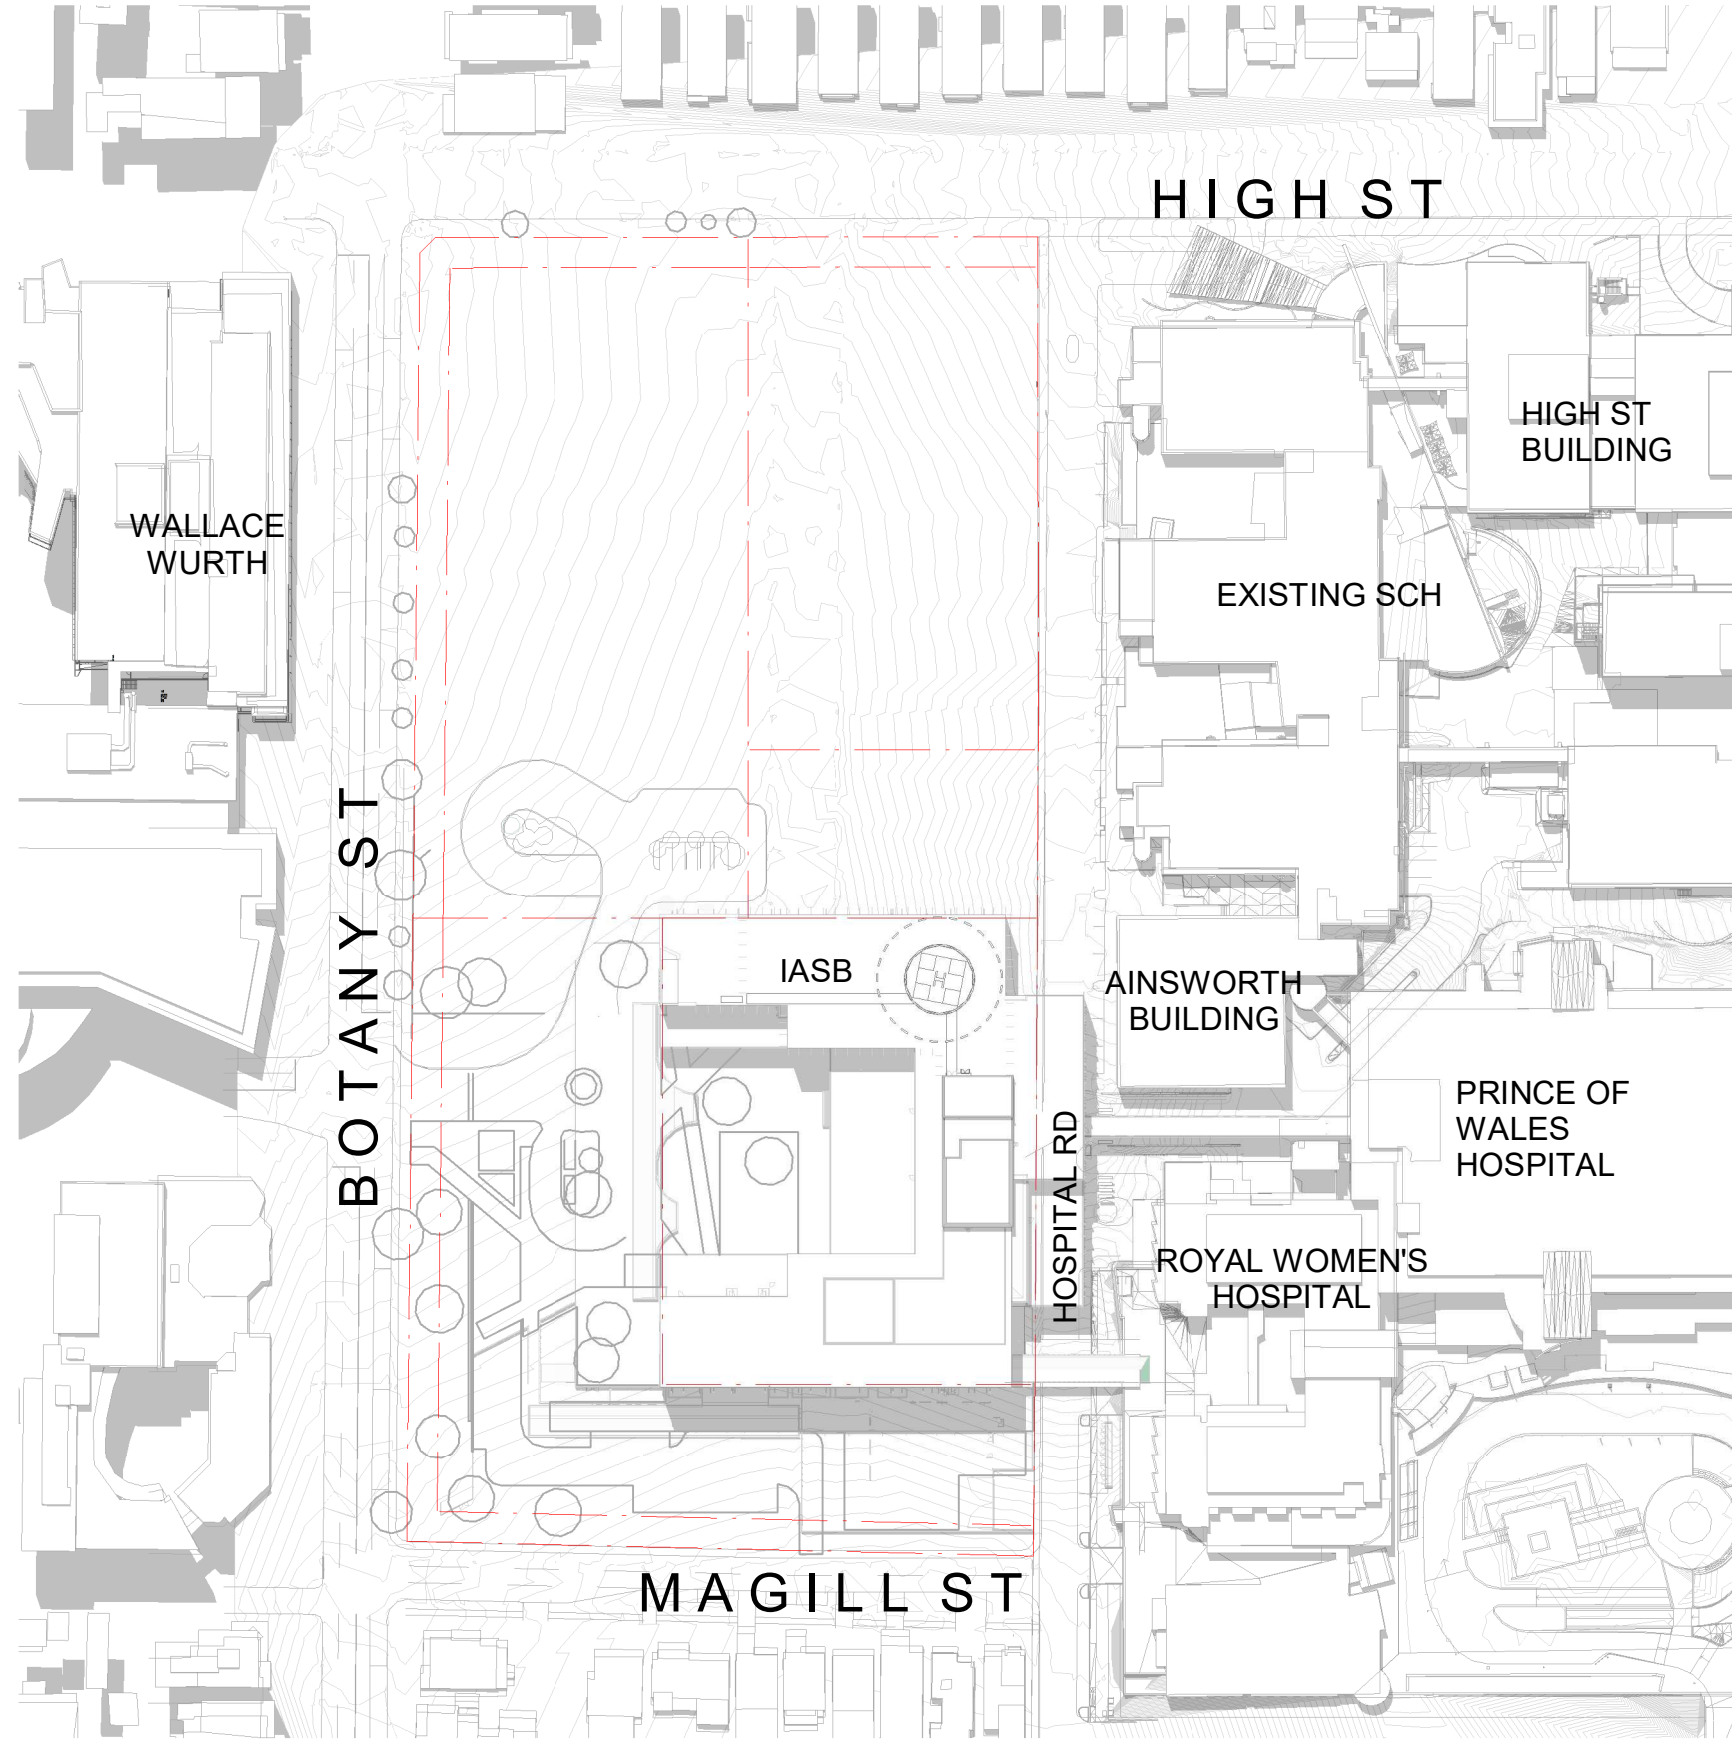 HIGH ST
HIGH ST
BUILDING
WALLACE
WURTH
EXISTING SCH
BOTANY ST
IASB
H
AINSWORTH
BUILDING
PRINCE OF
WALES
HOSPITAL
HOSPITAL RD
ROYAL WOMEN'S
HOSPITAL
MAGILL ST